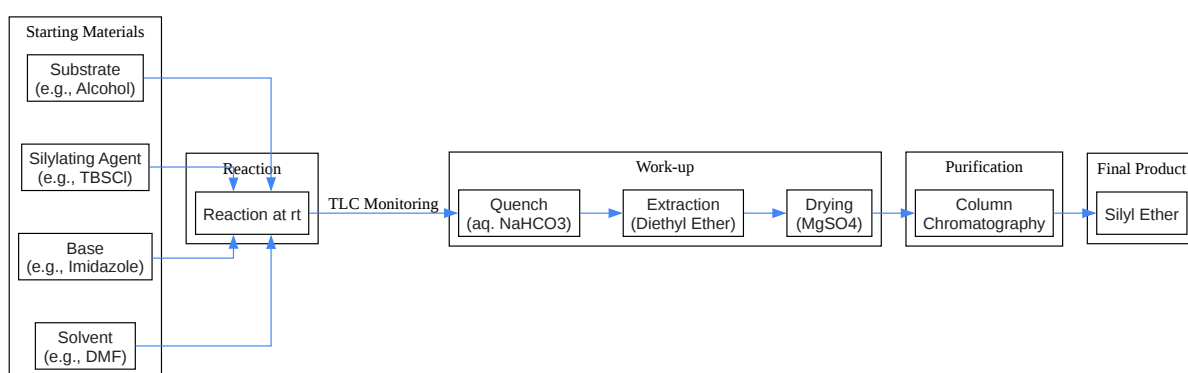 Starting Materials
Substrate
(e.g., Alcohol)
Silylating Agent
(e.g., TBSCl)
Base
(e.g., Imidazole)
Solvent
(e.g., DMF)
Reaction
Reaction at rt
TLC Monitoring
Work-up
Quench
(aq. NaHCO3)
Extraction
(Diethyl Ether)
Drying
(MgSO4)
Purification
Column
Chromatography
Final Product
Silyl Ether